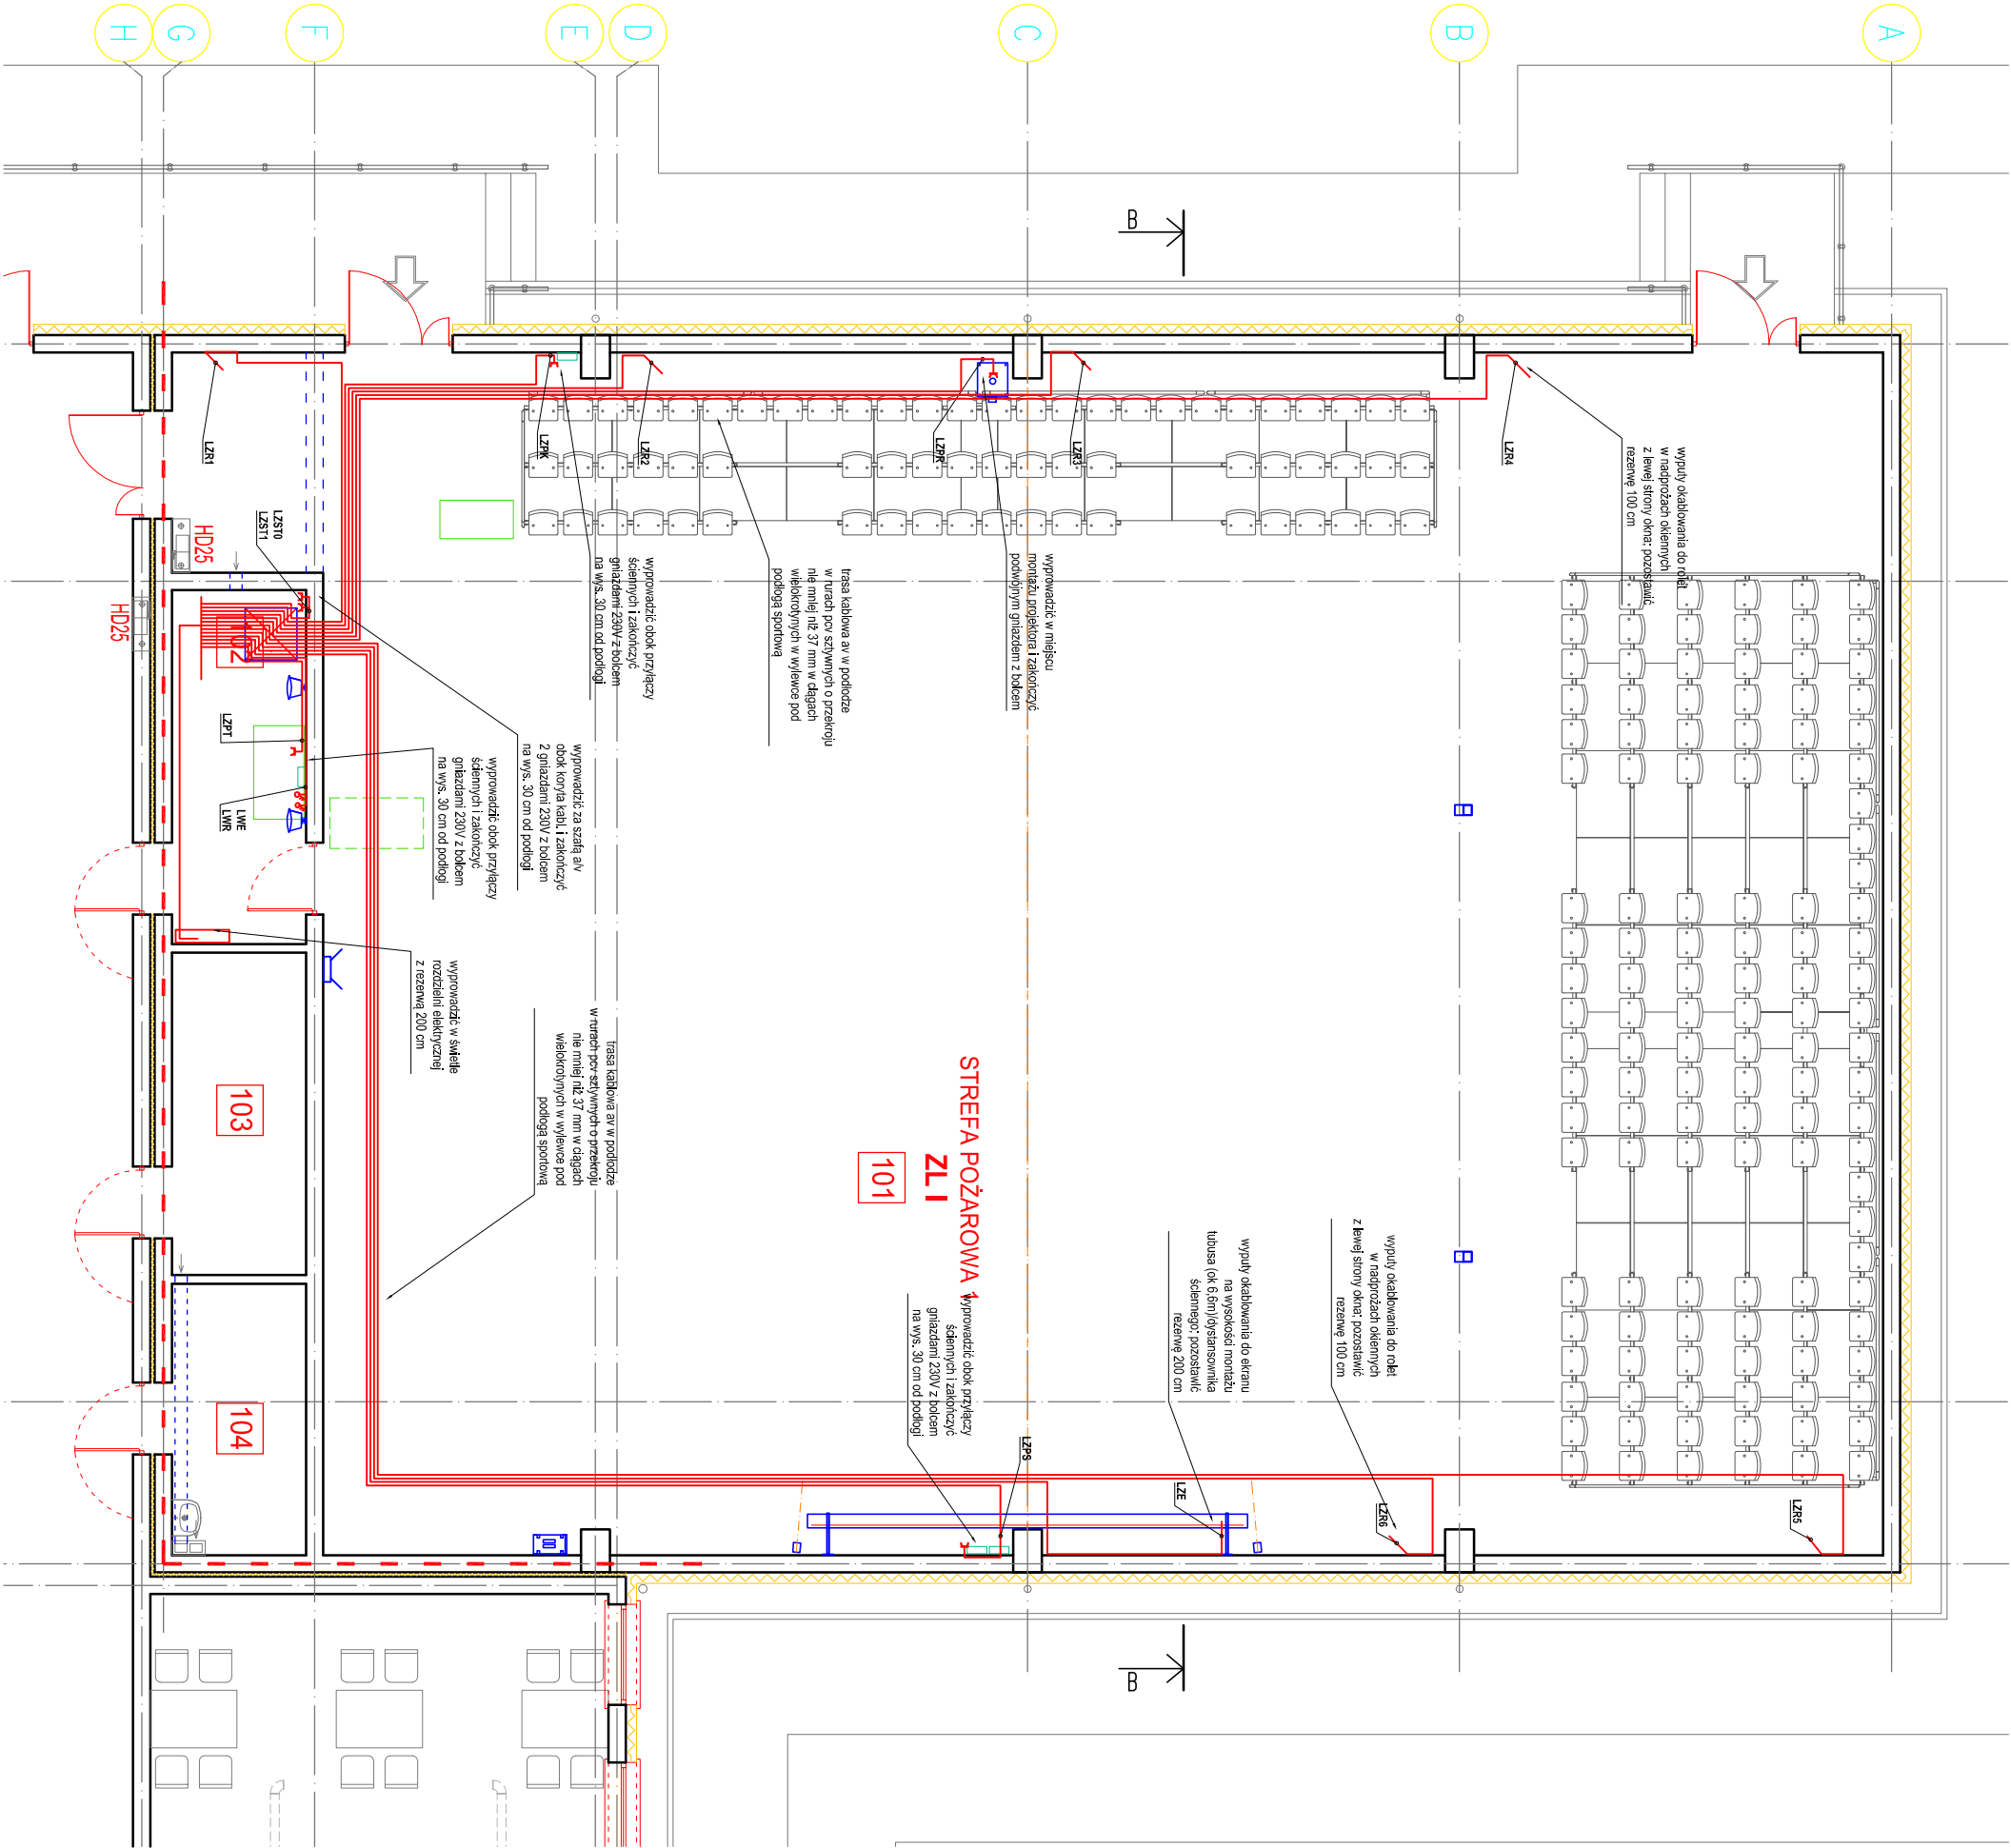 H
G
F
E
D
C
B
A
B
LZR1
LZPK
LZR2
LZPR
LZR3
LZR4
wyputy okablowania do rolet
w nadprożach okiennych
z lewej strony okna; pozostawić
rezerwę 100 cm
LZST0
LZST1
HD25
HD25
102
wyprowadzić obok przyłączy
ściennych i zakończyć
gniazdami 230V z bolcem
na wys. 30 cm od podłogi
trasa kablowa av w podłodze
w rurach pcv sztywnych o przekroju
nie mniej niż 37 mm w ciągach
wielokrotnych w wylewce pod
podłogą sportową
wyprowadzić w miejscu
montażu projektora i zakończyć
podwójnym gniazdem z bolcem
LZPT
LWE
LWR
wyprowadzić za szafą a/v
obok koryta kabl. i zakończyć
2 gniazdami 230V z bolcem
na wys. 30 cm od podłogi
wyprowadzić obok przyłączy
ściennych i zakończyć
gniazdami 230V z bolcem
na wys. 30 cm od podłogi
wyprowadzić w świetle
rozdzielni elektrycznej
z rezerwą 200 cm
103
trasa kablowa av w podłodze
w rurach pcv sztywnych o przekroju
nie mniej niż 37 mm w ciągach
wielokrotnych w wylewce pod
podłogą sportową
STREFA POŻAROWA 1
ZL I
101
104
wyprowadzić obok przyłączy
ściennych i zakończyć
gniazdami 230V z bolcem
na wys. 30 cm od podłogi
wyputy okablowania do ekranu
na wysokości montażu
tubusa (ok 6,6m)/dystansownika
ściennego; pozostawić
rezerwę 200 cm
wyputy okablowania do rolet
w nadprożach okiennych
z lewej strony okna; pozostawić
rezerwę 100 cm
LZPS
LZE
LZR6
LZR5
B